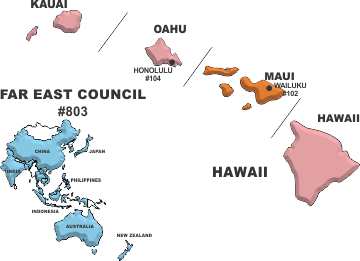 KAUAI
OAHU
HONOLULU
#104
MAUI
WAILUKU
#102
FAR EAST COUNCIL
#803
HAWAII
HAWAII
CHINA
JAPAN
INDIA
PHILIPPINES
INDONESIA
AUSTRALIA
NEW ZEALAND